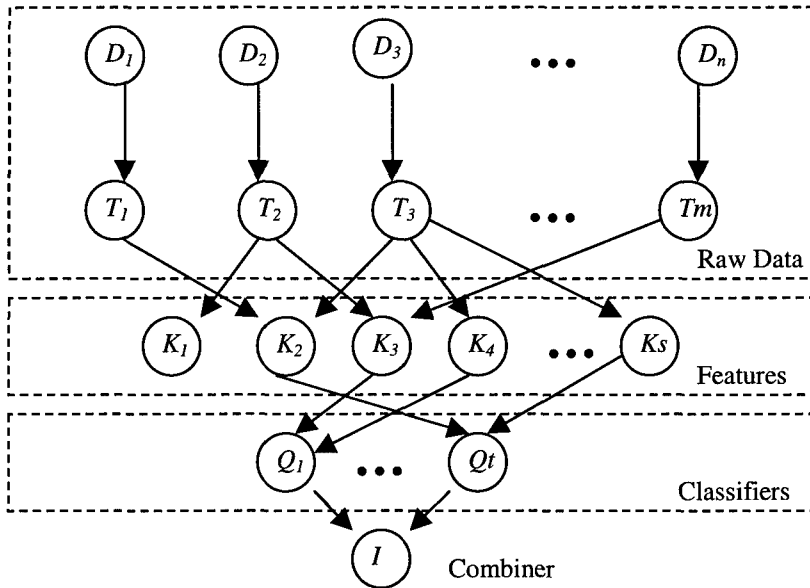 D1 D2 D3 ••• Dn
T1 T2 T3 ••• Tm
Raw Data
K1 K2 K3 K4 ••• Ks
Features
Q1 ••• Qt
Classifiers
I
Combiner